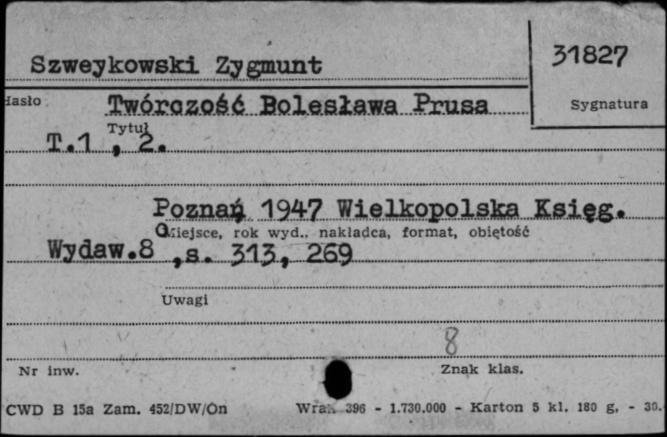 Szweykowski Zygmunt
31827
Hasło
Twórczość Bolesława Prusa
Sygnatura
Tytuł
T.1 , 2.
Poznań 1947 Wielkopolska Księg.
Miejsce, rok wyd., nakładca, format, objętość
Wydaw.8° ,s. 313, 269
Uwagi
8
Nr inw.
Znak klas.
CWD B 15a Zam. 452/DW/On
396 - 1.730.000 - Karton 5 kl. 180 g. - 30.